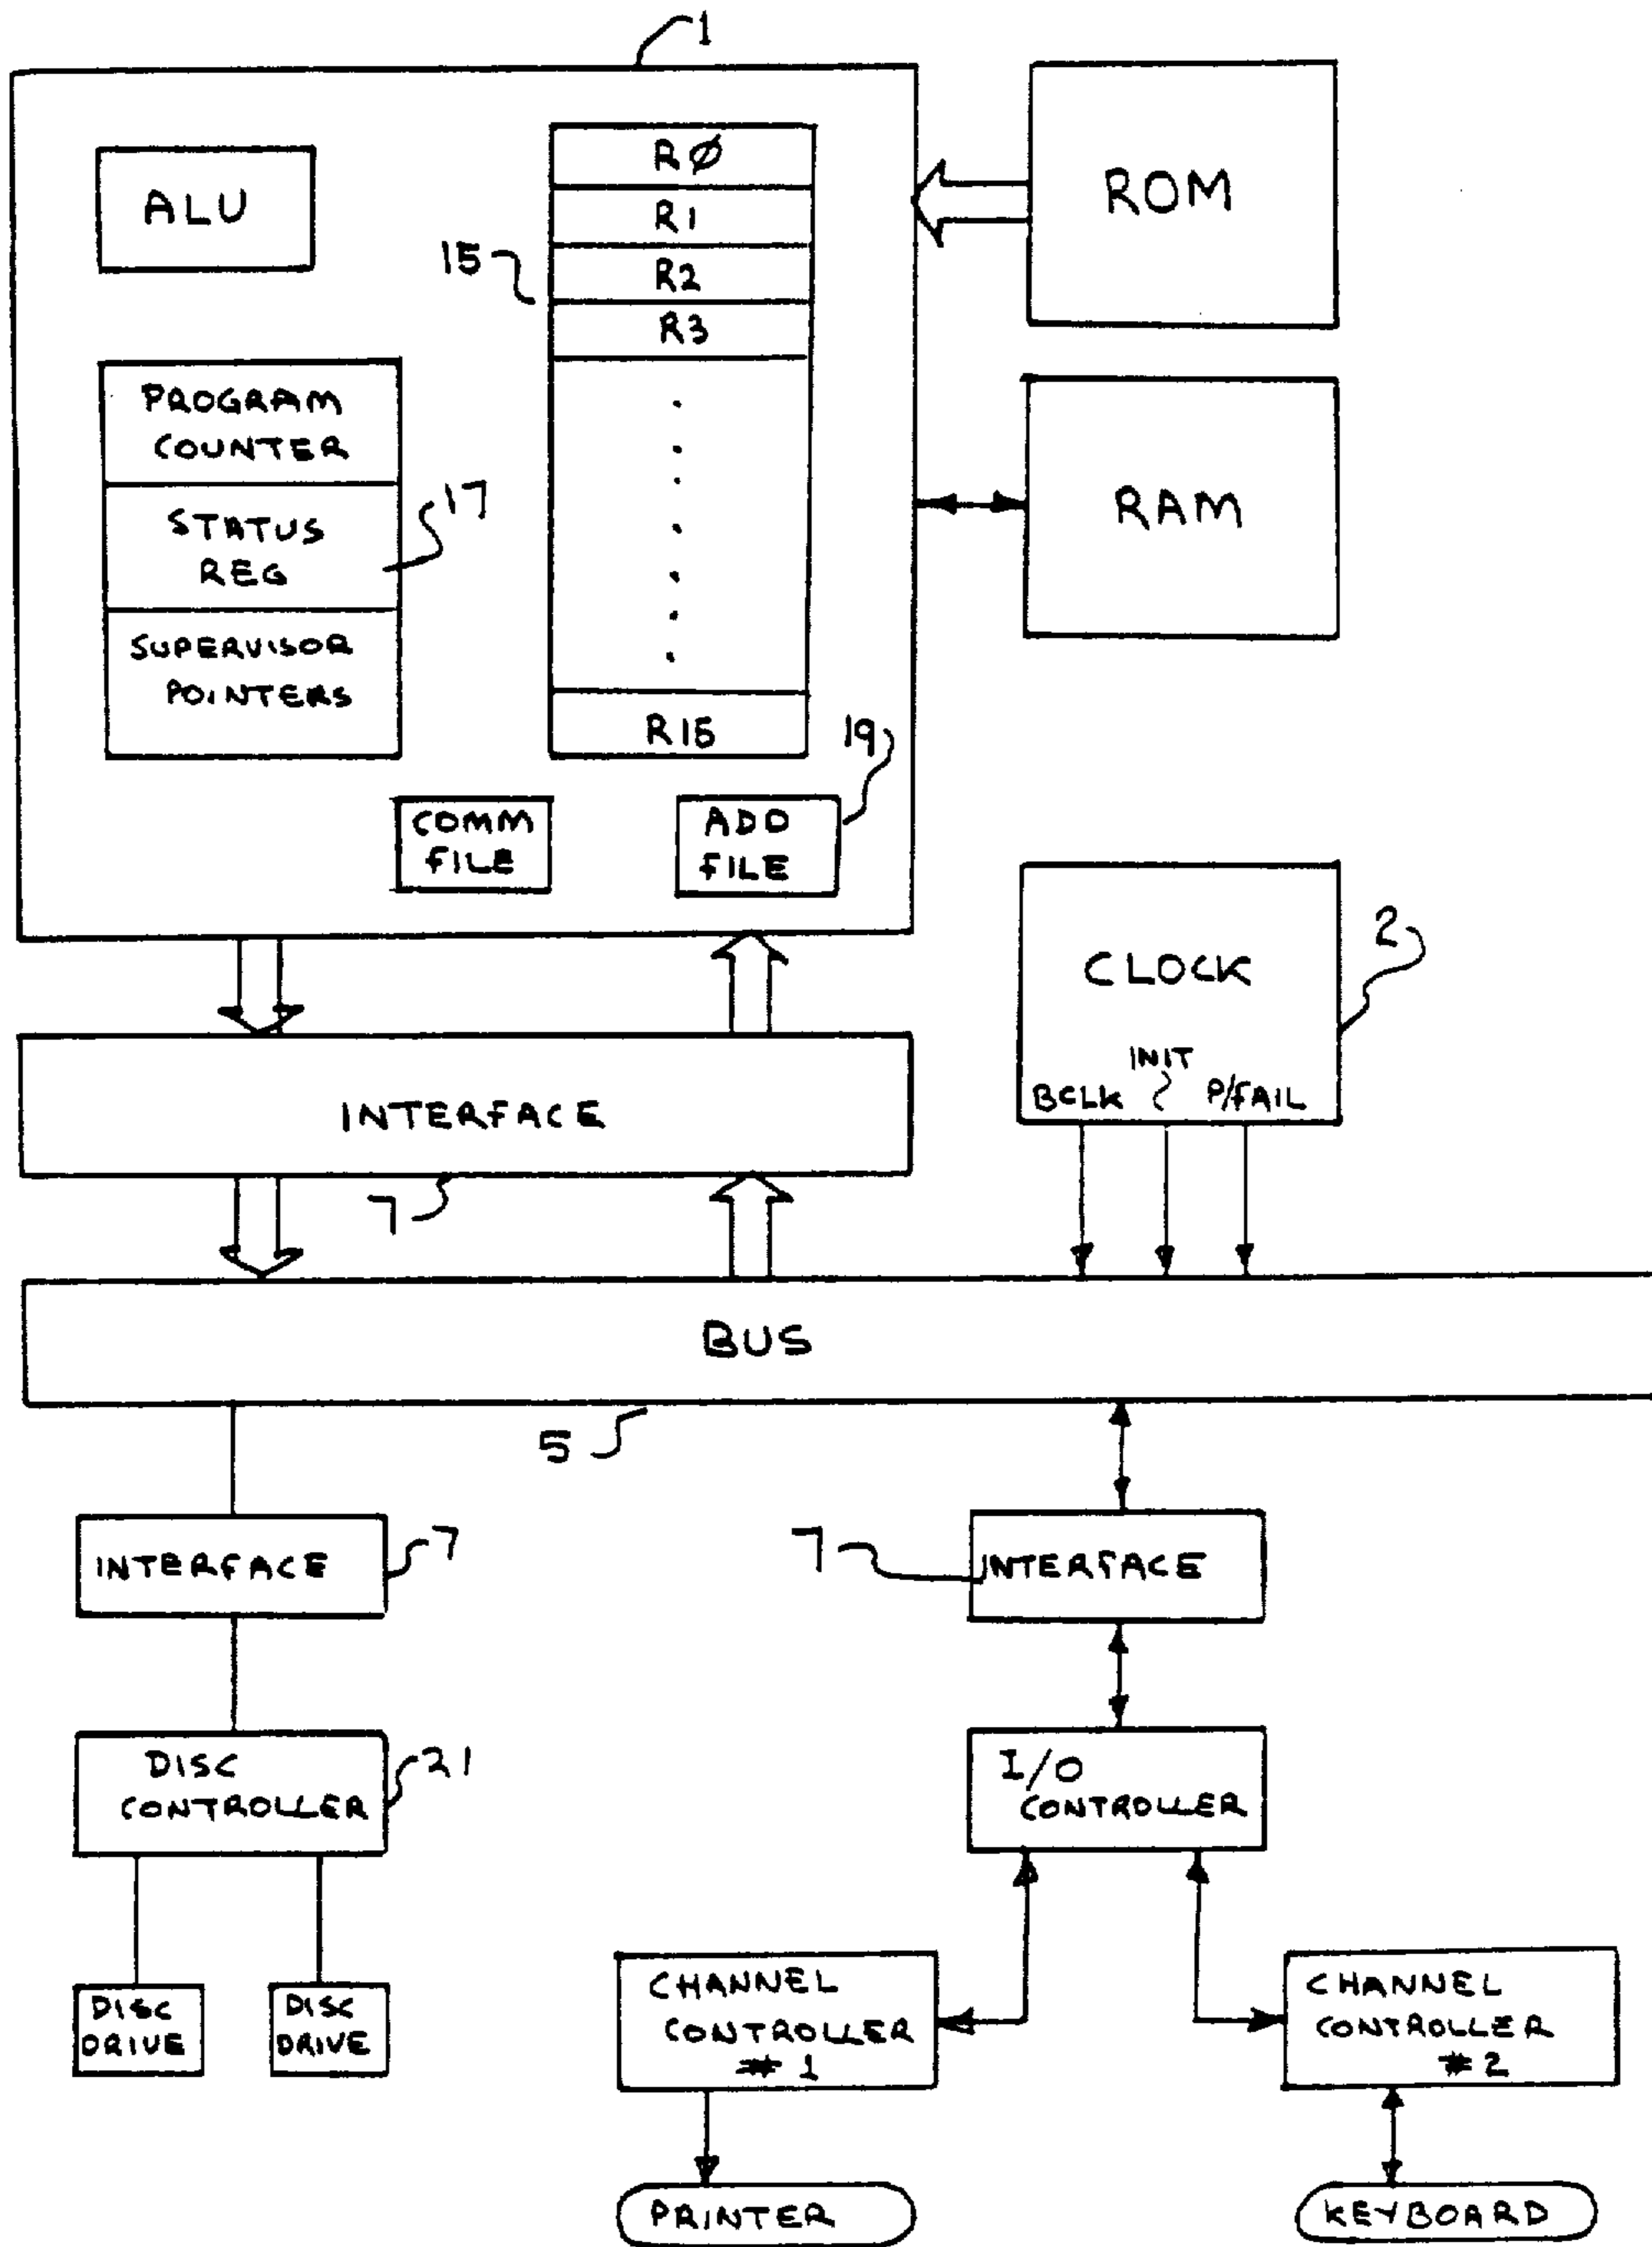 1
ALU
RØ
R1
15
R2
R3
PROGRAM
COUNTER
STATUS
REG
17
SUPERVISOR
POINTERS
R15
COMM
FILE
ADD
FILE
19
ROM
RAM
CLOCK
2
INIT
BCLK
P/FAIL
INTERFACE
7
BUS
5
INTERFACE
7
7
INTERFACE
DISC
CONTROLLER
21
I/O
CONTROLLER
DISC
DRIVE
DISC
DRIVE
CHANNEL
CONTROLLER
#1
CHANNEL
CONTROLLER
#2
PRINTER
KEYBOARD